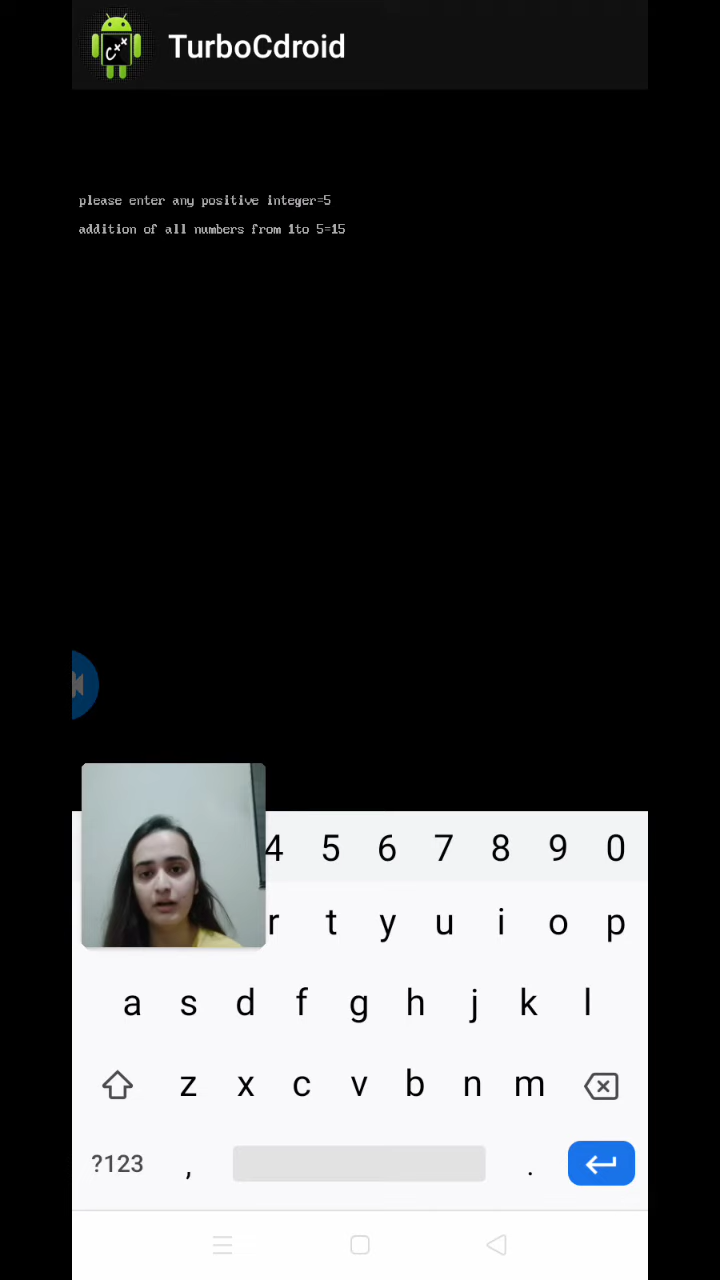 TurboCdroid
please enter any positive integer=5
addition of all numbers from 1to 5=15
4 5 6 7 8 9 0
r t y u i o p
a s d f g h j k l
z x c v b n m
?123 , .